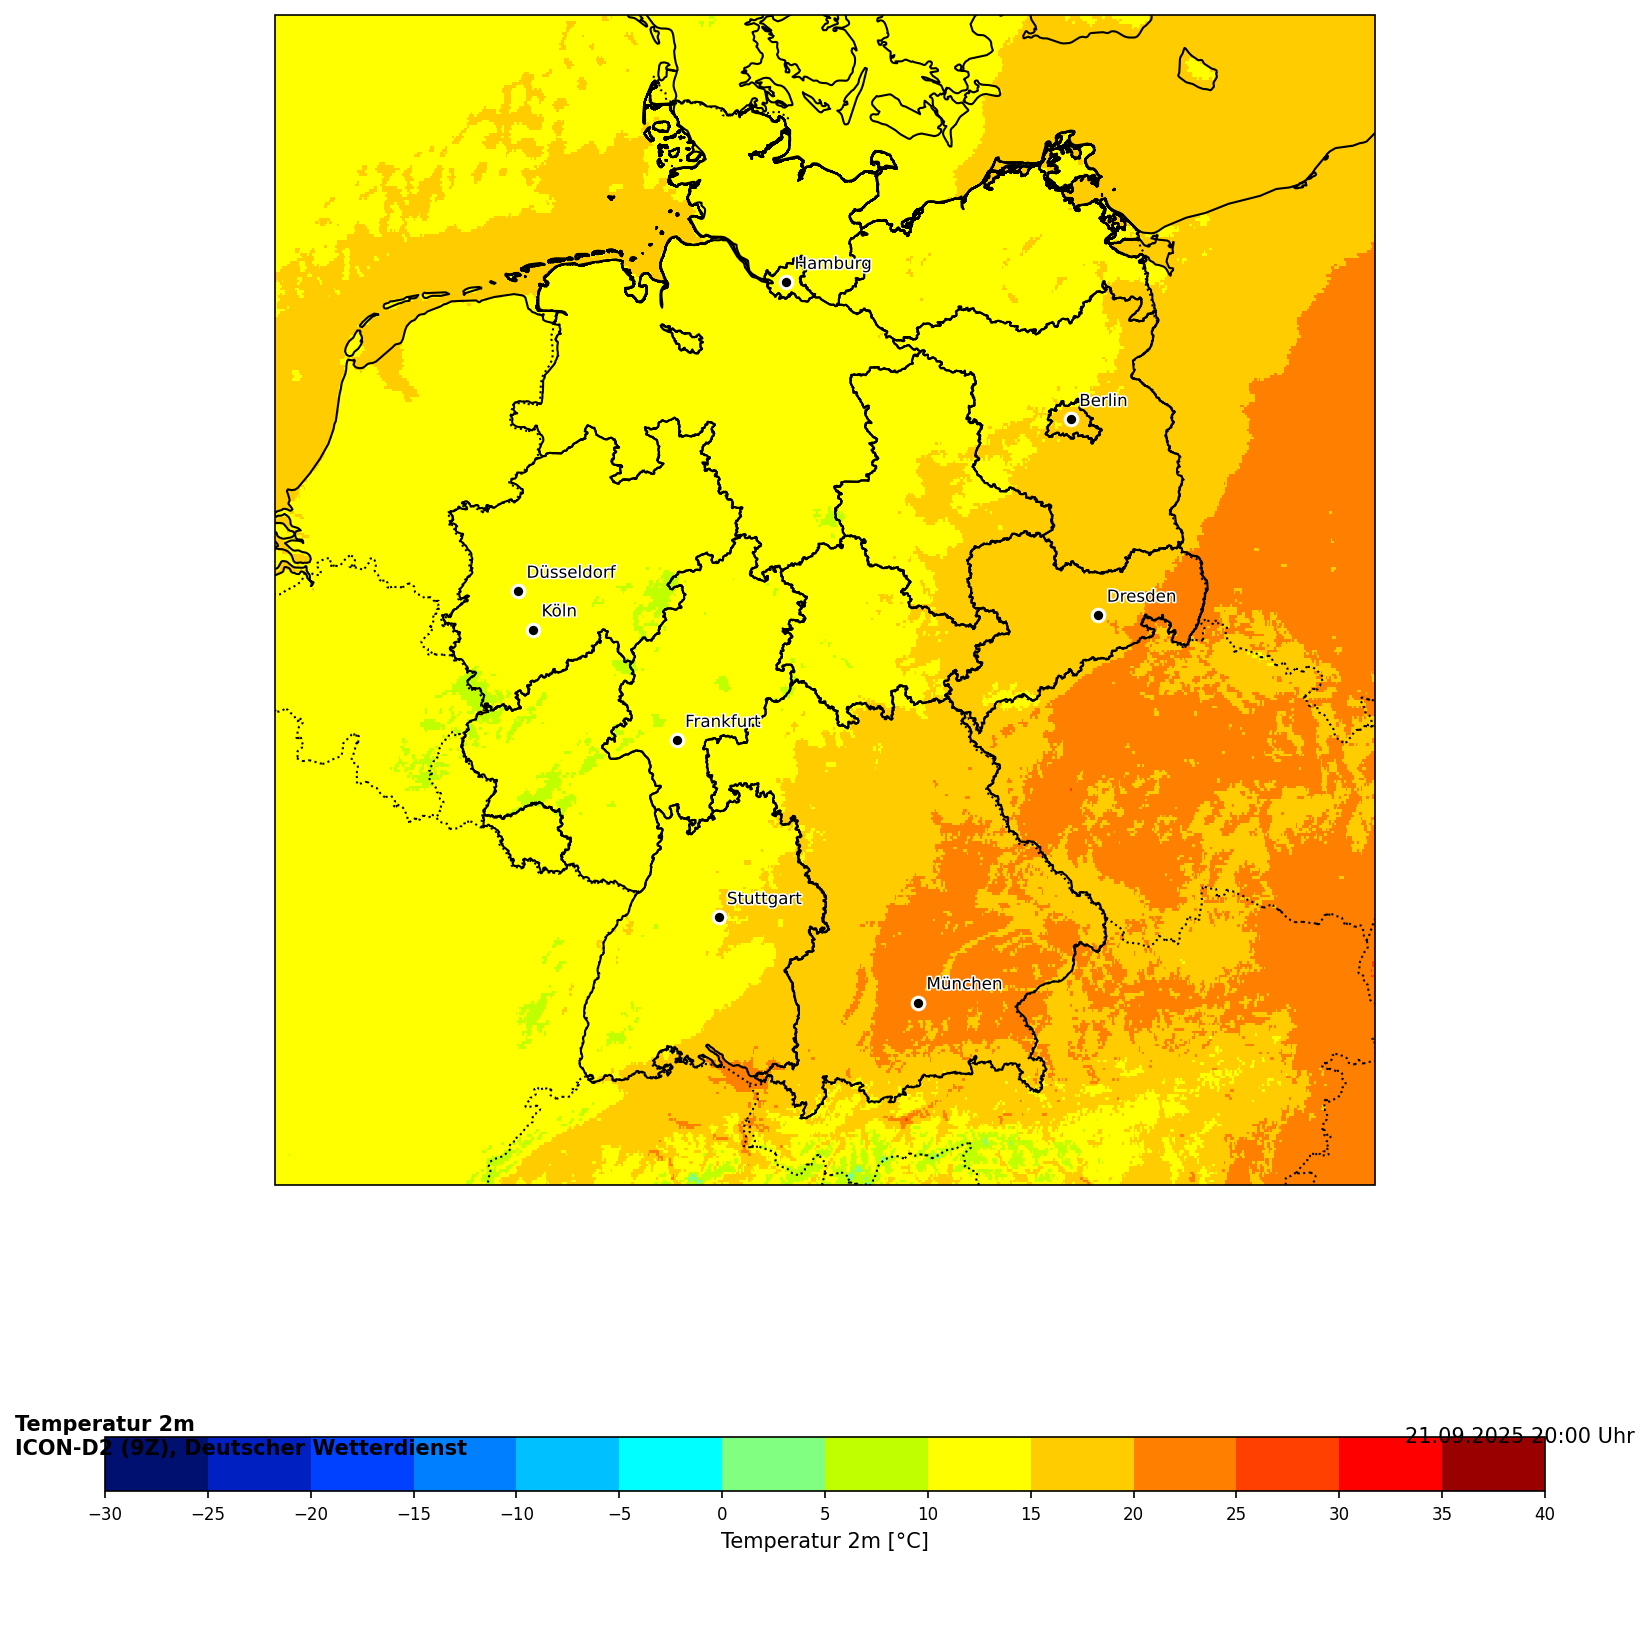 Hamburg
Berlin
Düsseldorf
Köln
Dresden
Frankfurt
Stuttgart
München
Temperatur 2m
ICON-D2 (9Z), Deutscher Wetterdienst
21.09.2025 20:00 Uhr
−30 −25 −20 −15 −10 −5 0 5 10 15 20 25 30 35 40
Temperatur 2m [°C]